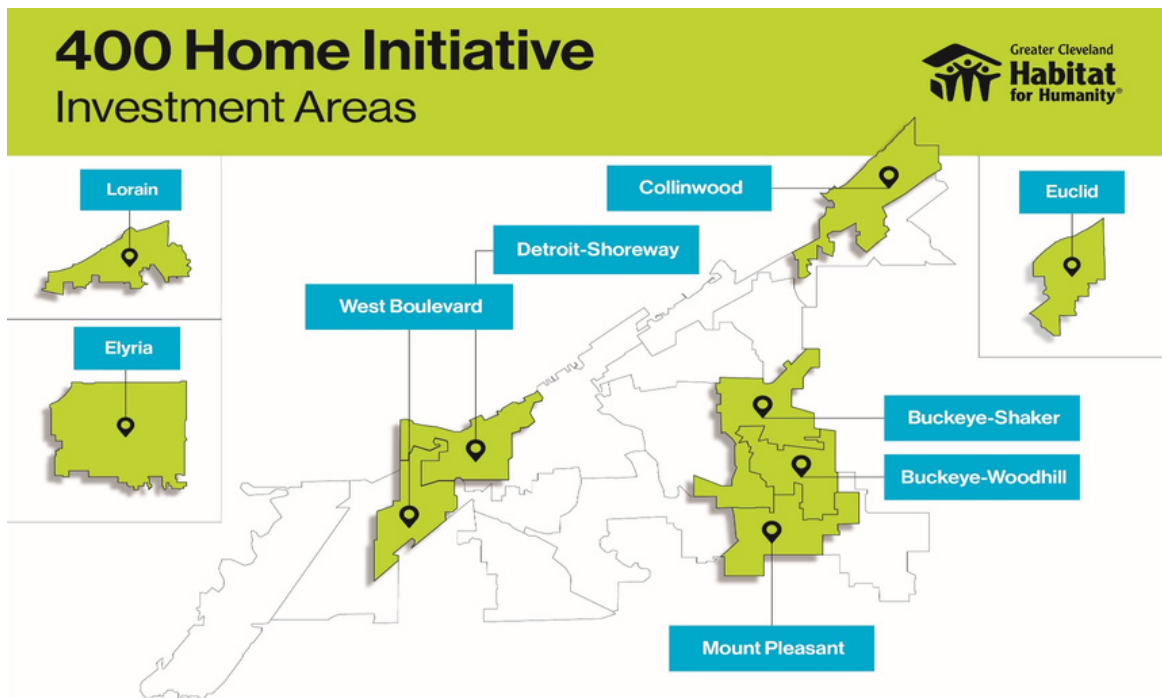 400 Home Initiative
Investment Areas
Greater Cleveland
Habitat
for Humanity®
Lorain
Collinwood
Euclid
Detroit-Shoreway
West Boulevard
Elyria
Buckeye-Shaker
Buckeye-Woodhill
Mount Pleasant